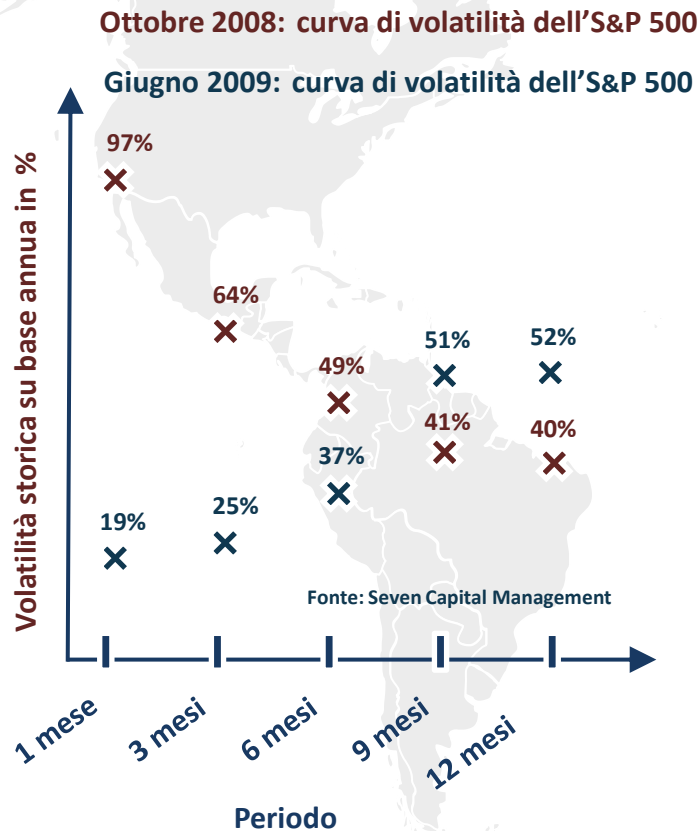 Ottobre 2008: curva di volatilità dell'S&P 500
Giugno 2009: curva di volatilità dell'S&P 500
Volatilità storica su base annua in %
97%
64%
49%
41%
40%
19%
25%
37%
51%
52%
Fonte: Seven Capital Management
1 mese
3 mesi
6 mesi
9 mesi
12 mesi
Periodo